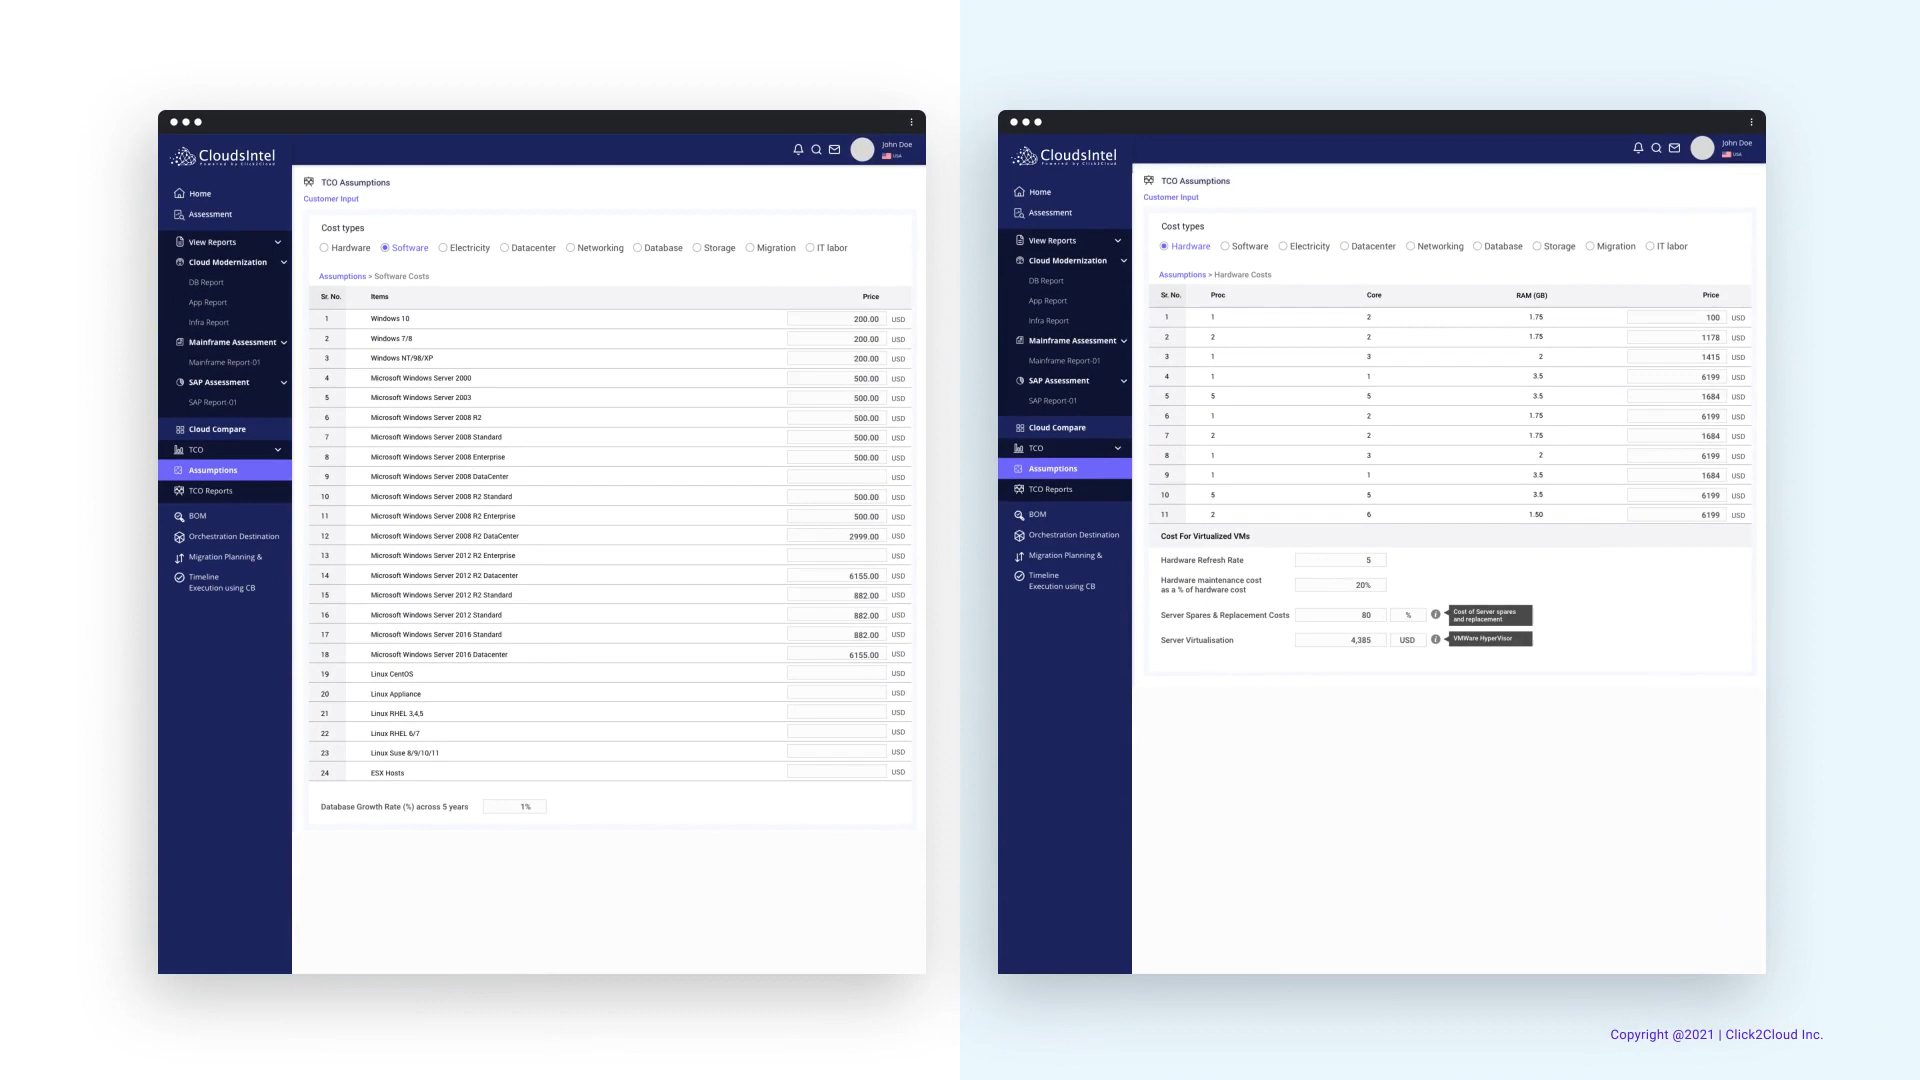 CloudsIntel
Powered by Click2Cloud
John Doe
USA
Home
Assessment
View Reports
Cloud Modernization
DB Report
App Report
Infra Report
Mainframe Assessment
Mainframe Report-01
SAP Assessment
SAP Report-01
Cloud Compare
TCO
Assumptions
TCO Reports
BOM
Orchestration Destination
Migration Planning &
Timeline
Execution using CB
TCO Assumptions
Customer Input
Cost types
Hardware Software Electricity Datacenter Networking Database Storage Migration IT labor
Assumptions > Software Costs
Sr. No. Items Price
1 Windows 10 200.00 USD
2 Windows 7/8 200.00 USD
3 Windows NT/98/XP 200.00 USD
4 Microsoft Windows Server 2000 500.00 USD
5 Microsoft Windows Server 2003 500.00 USD
6 Microsoft Windows Server 2008 R2 500.00 USD
7 Microsoft Windows Server 2008 Standard 500.00 USD
8 Microsoft Windows Server 2008 Enterprise 500.00 USD
9 Microsoft Windows Server 2008 DataCenter USD
10 Microsoft Windows Server 2008 R2 Standard 500.00 USD
11 Microsoft Windows Server 2008 R2 Enterprise 500.00 USD
12 Microsoft Windows Server 2008 R2 DataCenter 2999.00 USD
13 Microsoft Windows Server 2012 R2 Enterprise USD
14 Microsoft Windows Server 2012 R2 Datacenter 6155.00 USD
15 Microsoft Windows Server 2012 R2 Standard 882.00 USD
16 Microsoft Windows Server 2012 Standard 882.00 USD
17 Microsoft Windows Server 2016 Standard 882.00 USD
18 Microsoft Windows Server 2016 Datacenter 6155.00 USD
19 Linux CentOS USD
20 Linux Appliance USD
21 Linux RHEL 3,4,5 USD
22 Linux RHEL 6/7 USD
23 Linux Suse 8/9/10/11 USD
24 ESX Hosts USD
Database Growth Rate (%) across 5 years 1%
CloudsIntel
Powered by Click2Cloud
John Doe
USA
Home
Assessment
View Reports
Cloud Modernization
DB Report
App Report
Infra Report
Mainframe Assessment
Mainframe Report-01
SAP Assessment
SAP Report-01
Cloud Compare
TCO
Assumptions
TCO Reports
BOM
Orchestration Destination
Migration Planning &
Timeline
Execution using CB
TCO Assumptions
Customer Input
Cost types
Hardware Software Electricity Datacenter Networking Database Storage Migration IT labor
Assumptions > Hardware Costs
Sr. No. Proc Core RAM (GB) Price
1 1 2 1.75 100 USD
2 2 2 1.75 1178 USD
3 1 3 2 1415 USD
4 1 1 3.5 6199 USD
5 5 5 3.5 1684 USD
6 1 2 1.75 6199 USD
7 2 2 1.75 1684 USD
8 1 3 2 6199 USD
9 1 1 3.5 1684 USD
10 5 5 3.5 6199 USD
11 2 6 1.50 6199 USD
Cost For Virtualized VMs
Hardware Refresh Rate 5
Hardware maintenance cost
as a % of hardware cost 20%
Server Spares & Replacement Costs 80 %
Cost of Server spares
and replacement
Server Virtualisation 4,385 USD
VMWare HyperVisor
Copyright @2021 | Click2Cloud Inc.